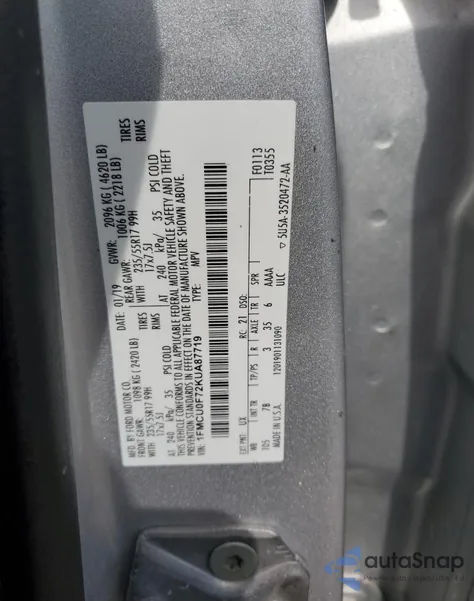 MFD. BY FORD MOTOR CO.
DATE: 01/19 GVWR: 2096 KG ( 4620 LB)
FRONT GAWR: 1098 KG (2420 LB) REAR GAWR: 1006 KG ( 2218 LB)
WITH 235/55R17 99H TIRES WITH 235/55R17 99H TIRES
17x7.5J RIMS 17x7.5J RIMS
AT 240 kPa/ 35 PSI COLD AT 240 kPa/ 35 PSI COLD
THIS VEHICLE CONFORMS TO ALL APPLICABLE FEDERAL MOTOR VEHICLE SAFETY AND THEFT
PREVENTION STANDARDS IN EFFECT ON THE DATE OF MANUFACTURE SHOWN ABOVE.
VIN: 1FMCU0F72KUA87719 TYPE: MPV
F0113
T0355
EXT PNT: UX RC: 21 DSO:
WB INT TR TP/PS R AXLE TR SPR
105 7B 3 35 6 AAAA
1201901131090 ULC ▽ 5U5A-3520472-AA
autoSnap